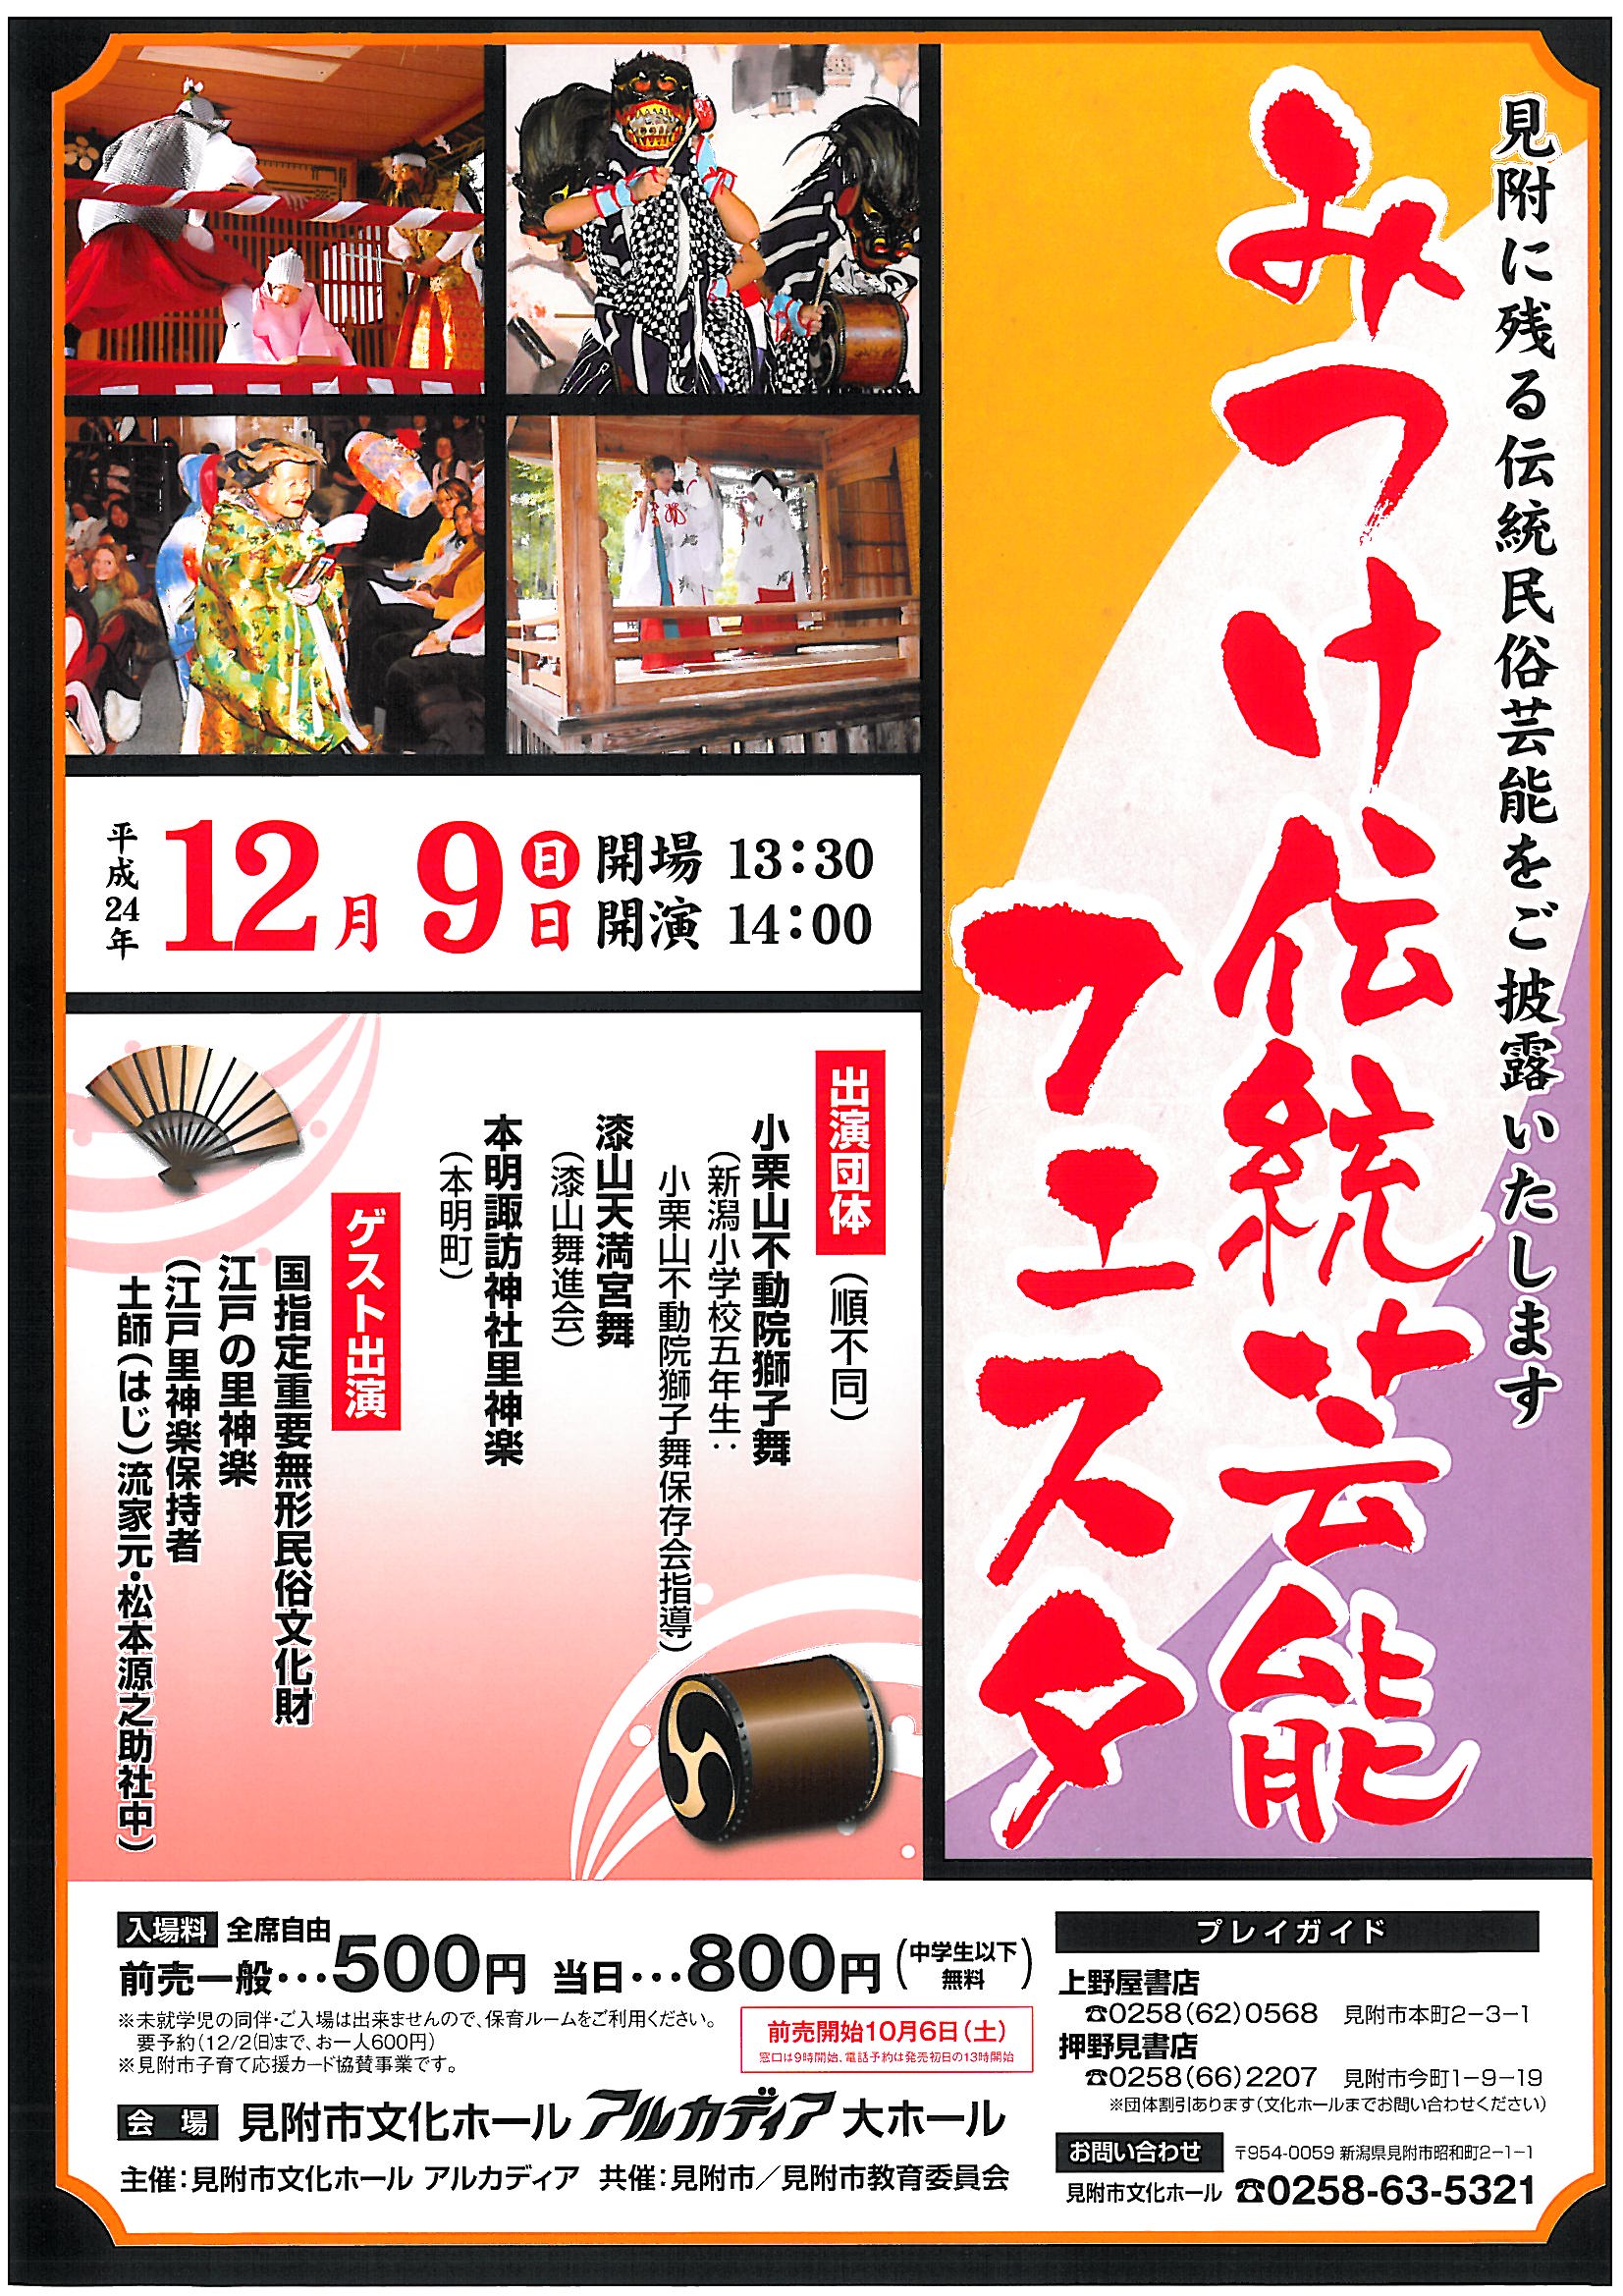 見附に残る伝統民俗芸能をご披露いたします
みつけ伝統芸能
フェスタ
平成24年
12月9日㊐
開場 13:30
開演 14:00
出演団体(順不同)
小栗山不動院獅子舞
(新潟小学校五年生:
小栗山不動院獅子舞保存会指導)
漆山天満宮舞
(漆山舞進会)
本明諏訪神社里神楽
(本明町)
ゲスト出演
国指定重要無形民俗文化財
江戸の里神楽
(江戸里神楽保持者
土師(はじ)流家元・松本源之助社中)
入場料 全席自由
前売一般…500円 当日…800円(中学生以下無料)
※未就学児の同伴・ご入場は出来ませんので、保育ルームをご利用ください。
要予約(12/2㈰まで、お一人600円)
※見附市子育て応援カード協賛事業です。
前売開始10月6日(土)
窓口は9時開始、電話予約は発売初日の13時開始
会場 見附市文化ホール アルカディア 大ホール
主催:見附市文化ホール アルカディア 共催:見附市/見附市教育委員会
プレイガイド
上野屋書店
☎0258(62)0568 見附市本町2-3-1
押野見書店
☎0258(66)2207 見附市今町1-9-19
※団体割引あります(文化ホールまでお問い合わせください)
お問い合わせ 〒954-0059 新潟県見附市昭和町2-1-1
見附市文化ホール ☎0258-63-5321